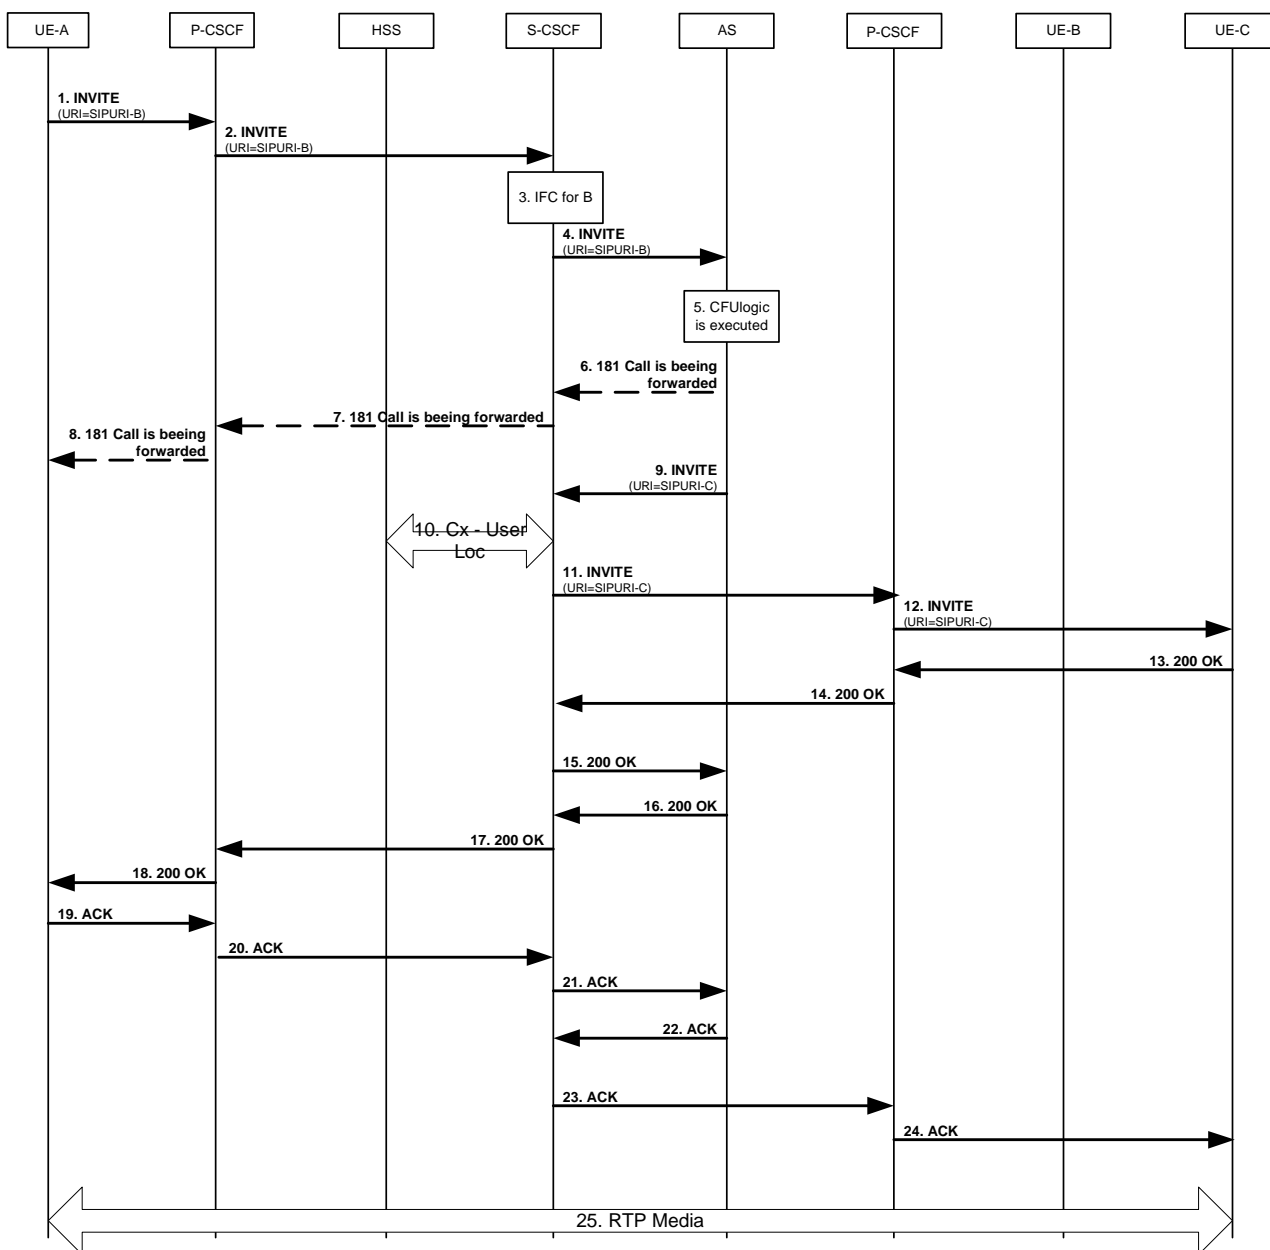 UE-A
P-CSCF
HSS
S-CSCF
AS
P-CSCF
UE-B
UE-C
1. INVITE
(URI=SIPURI-B)
2. INVITE
(URI=SIPURI-B)
3. IFC for B
4. INVITE
(URI=SIPURI-B)
5. CFUlogic
is executed
6. 181 Call is beeing
forwarded
7. 181 Call is beeing forwarded
8. 181 Call is beeing
forwarded
9. INVITE
(URI=SIPURI-C)
10. Cx - User
Loc
11. INVITE
(URI=SIPURI-C)
12. INVITE
(URI=SIPURI-C)
13. 200 OK
14. 200 OK
15. 200 OK
16. 200 OK
17. 200 OK
18. 200 OK
19. ACK
20. ACK
21. ACK
22. ACK
23. ACK
24. ACK
25. RTP Media